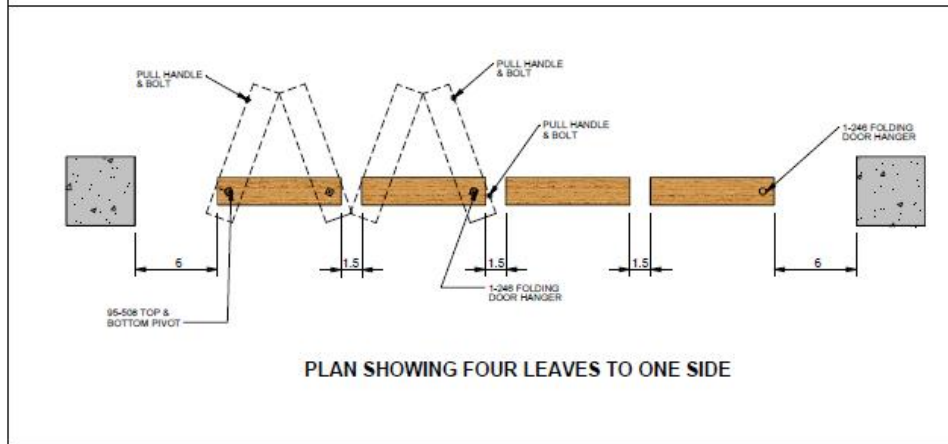 PULL HANDLE
& BOLT
PULL HANDLE
& BOLT
PULL HANDLE
& BOLT
1-246 FOLDING
DOOR HANGER
6
1.5
1.5
1.5
6
95-508 TOP &
BOTTOM PIVOT
1-246 FOLDING
DOOR HANGER
PLAN SHOWING FOUR LEAVES TO ONE SIDE